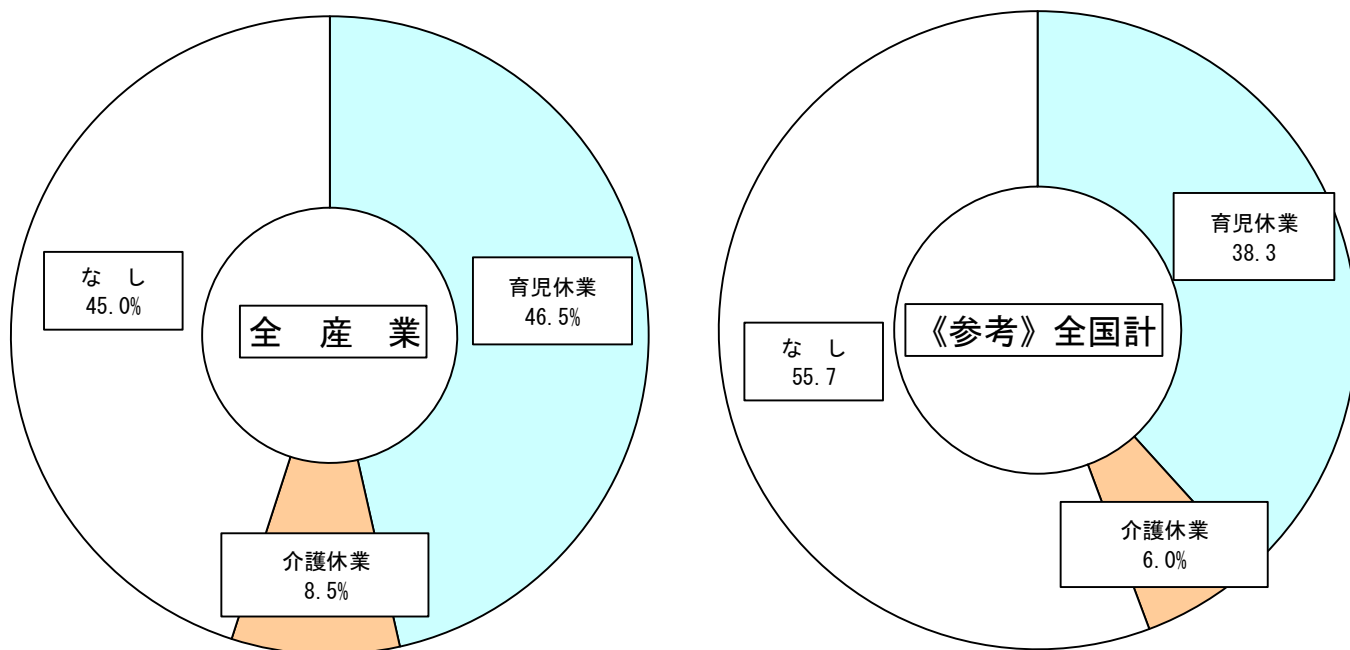 な し
45.0%
全 産 業
育児休業
46.5%
介護休業
8.5%
育児休業
38.3
な し
55.7
《参考》全国計
介護休業
6.0%